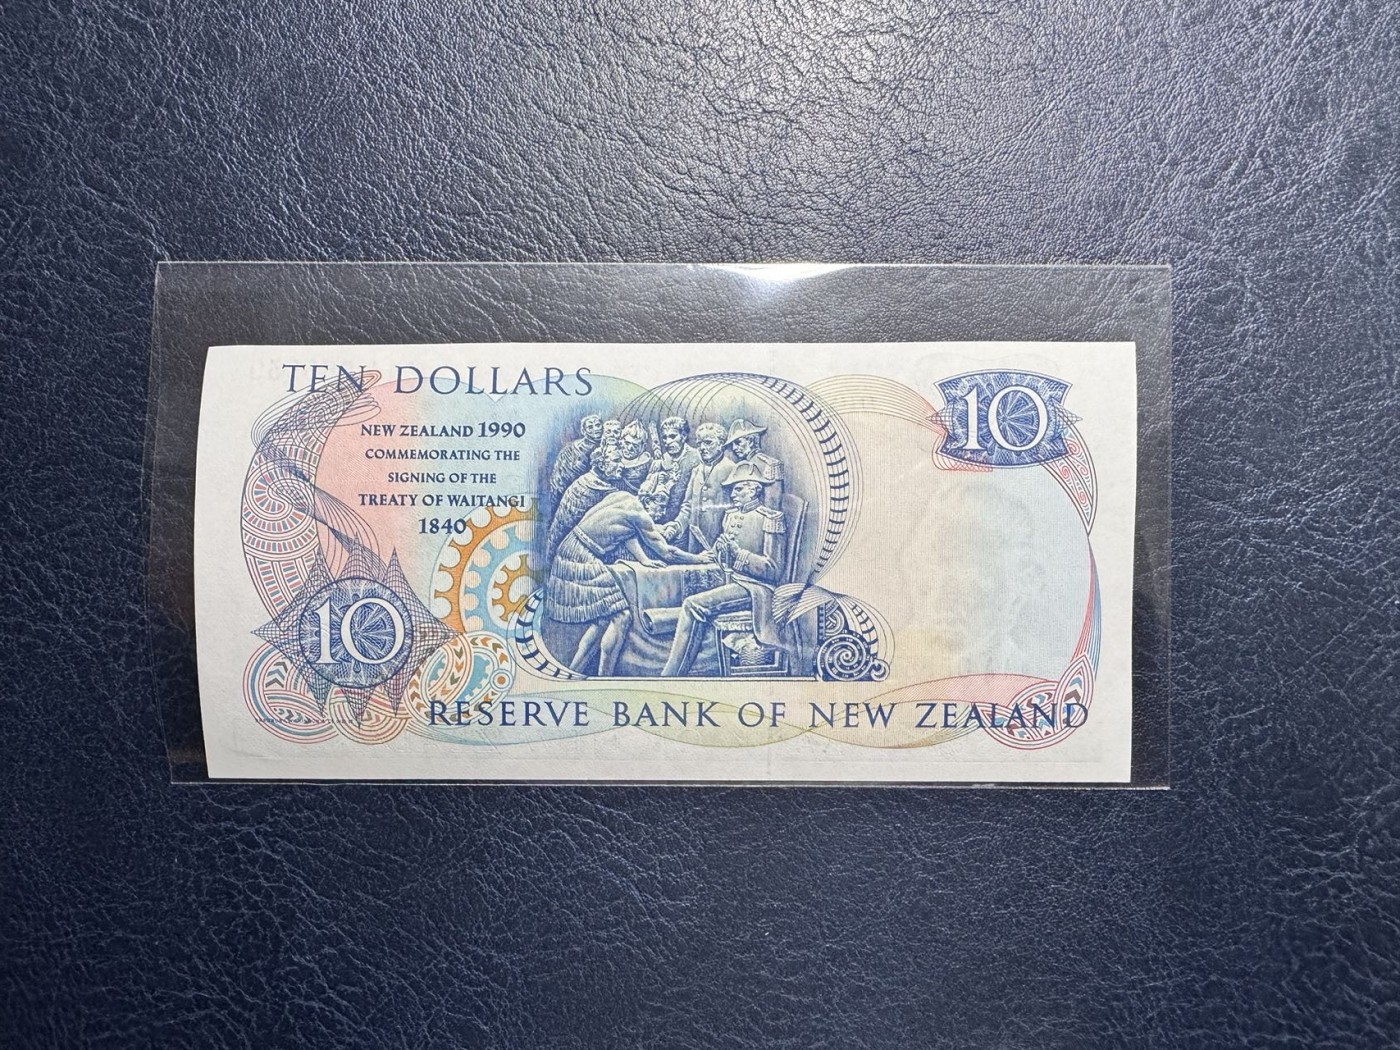 TEN DOLLARS
10
NEW ZEALAND 1990
COMMEMORATING THE
SIGNING OF THE
TREATY OF WAITANGI
1840
10
RESERVE BANK OF NEW ZEALAND